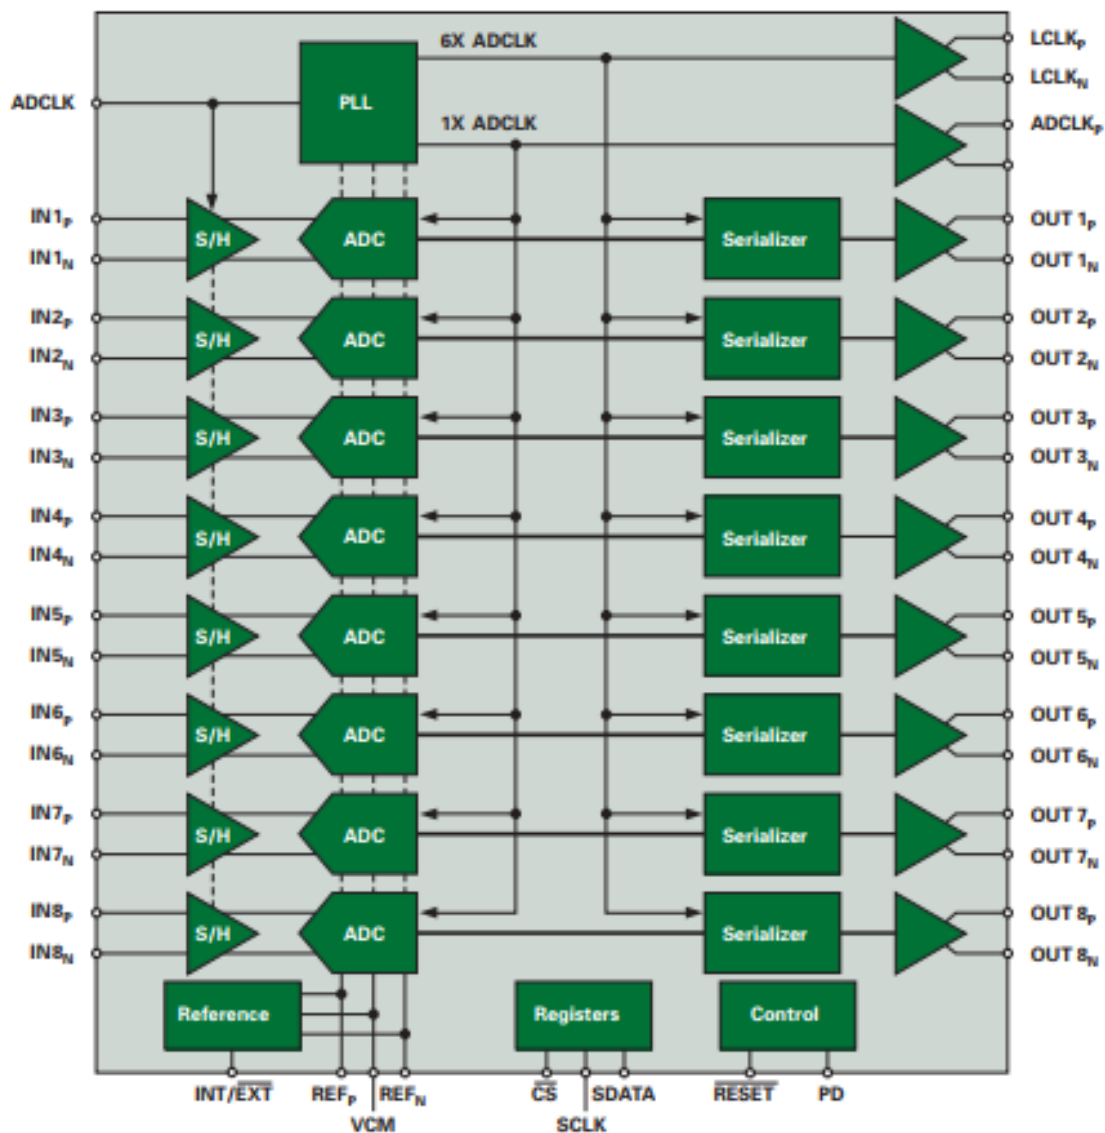 6X ADCLK
LCLKP
LCLKN
ADCLK
PLL
1X ADCLK
ADCLKP
IN1P
S/H
ADC
Serializer
OUT 1P
IN1N
OUT 1N
IN2P
S/H
ADC
Serializer
OUT 2P
IN2N
OUT 2N
IN3P
S/H
ADC
Serializer
OUT 3P
IN3N
OUT 3N
IN4P
S/H
ADC
Serializer
OUT 4P
IN4N
OUT 4N
IN5P
S/H
ADC
Serializer
OUT 5P
IN5N
OUT 5N
IN6P
S/H
ADC
Serializer
OUT 6P
IN6N
OUT 6N
IN7P
S/H
ADC
Serializer
OUT 7P
IN7N
OUT 7N
IN8P
S/H
ADC
Serializer
OUT 8P
IN8N
OUT 8N
Reference
Registers
Control
INT/EXT
REFP
REFN
CS
SDATA
RESET
PD
VCM
SCLK